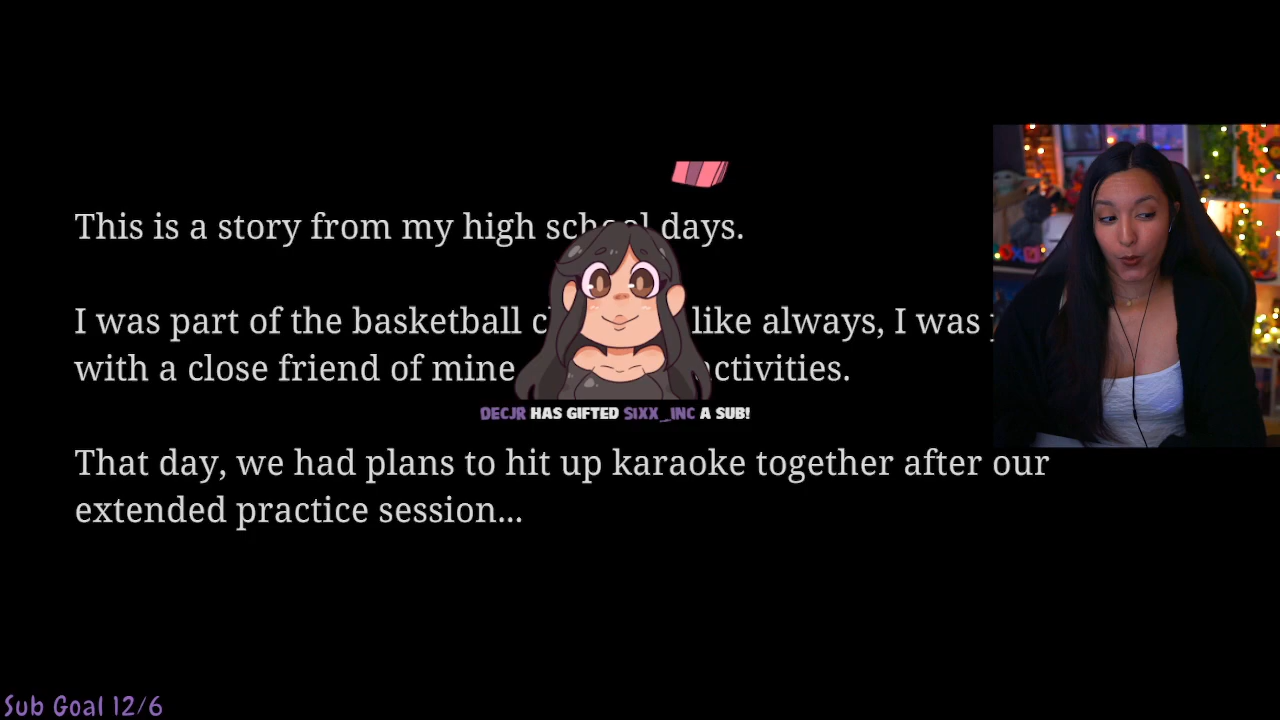 This is a story from my high school days.
I was part of the basketball like always, I was
with a close friend of mine activities.
DECJR HAS GIFTED SIXX_INC A SUB!
That day, we had plans to hit up karaoke together after our
extended practice session...
Sub Goal 12/6